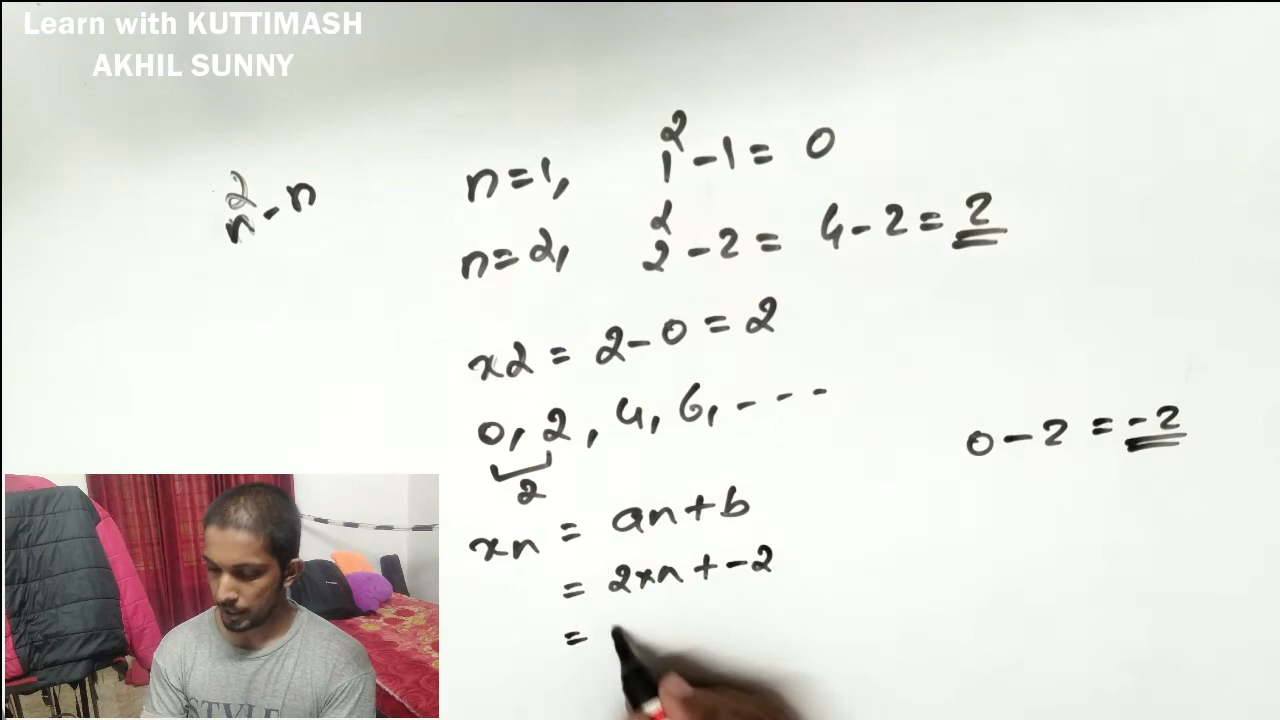 Learn with KUTTIMASH
AKHIL SUNNY
n² - n
n=1, 1² - 1 = 0
n=2, 2² - 2 = 4 - 2 = 2
x2 = 2 - 0 = 2
0, 2, 4, 6, - - -
2
0 - 2 = -2
xn = an + b
= 2×n + -2
=
STYLE